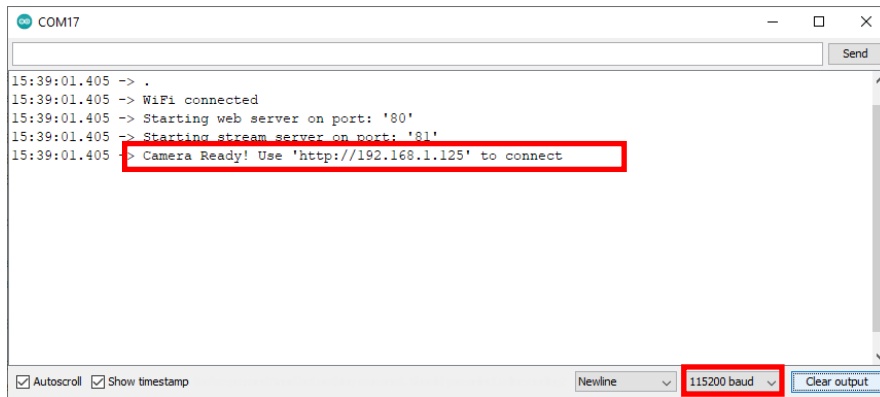 COM17
Send
15:39:01.405 -> .
15:39:01.405 -> WiFi connected
15:39:01.405 -> Starting web server on port: '80'
15:39:01.405 -> Starting stream server on port: '81'
15:39:01.405 -> Camera Ready! Use 'http://192.168.1.125' to connect
Autoscroll Show timestamp Newline 115200 baud Clear output